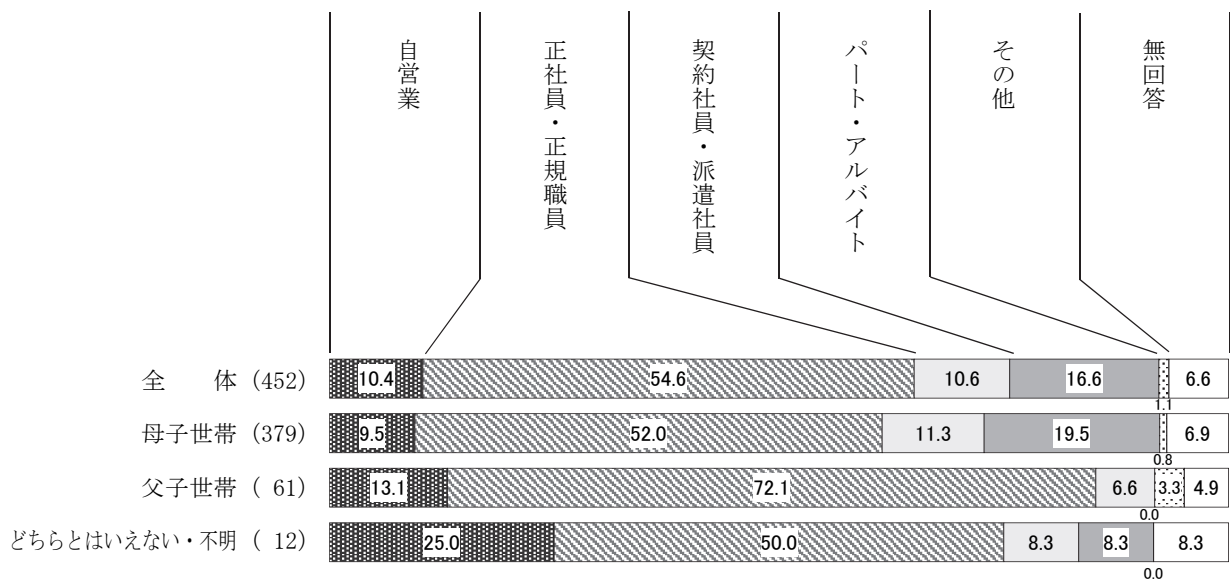 自営業
正社員・正規職員
契約社員・派遣社員
パート・アルバイト
その他
無回答
全　　体 (452)
10.4 54.6 10.6 16.6 1.1 6.6
母子世帯 (379)
9.5 52.0 11.3 19.5 0.8 6.9
父子世帯 ( 61)
13.1 72.1 6.6 0.0 3.3 4.9
どちらとはいえない・不明 ( 12)
25.0 50.0 8.3 8.3 0.0 8.3